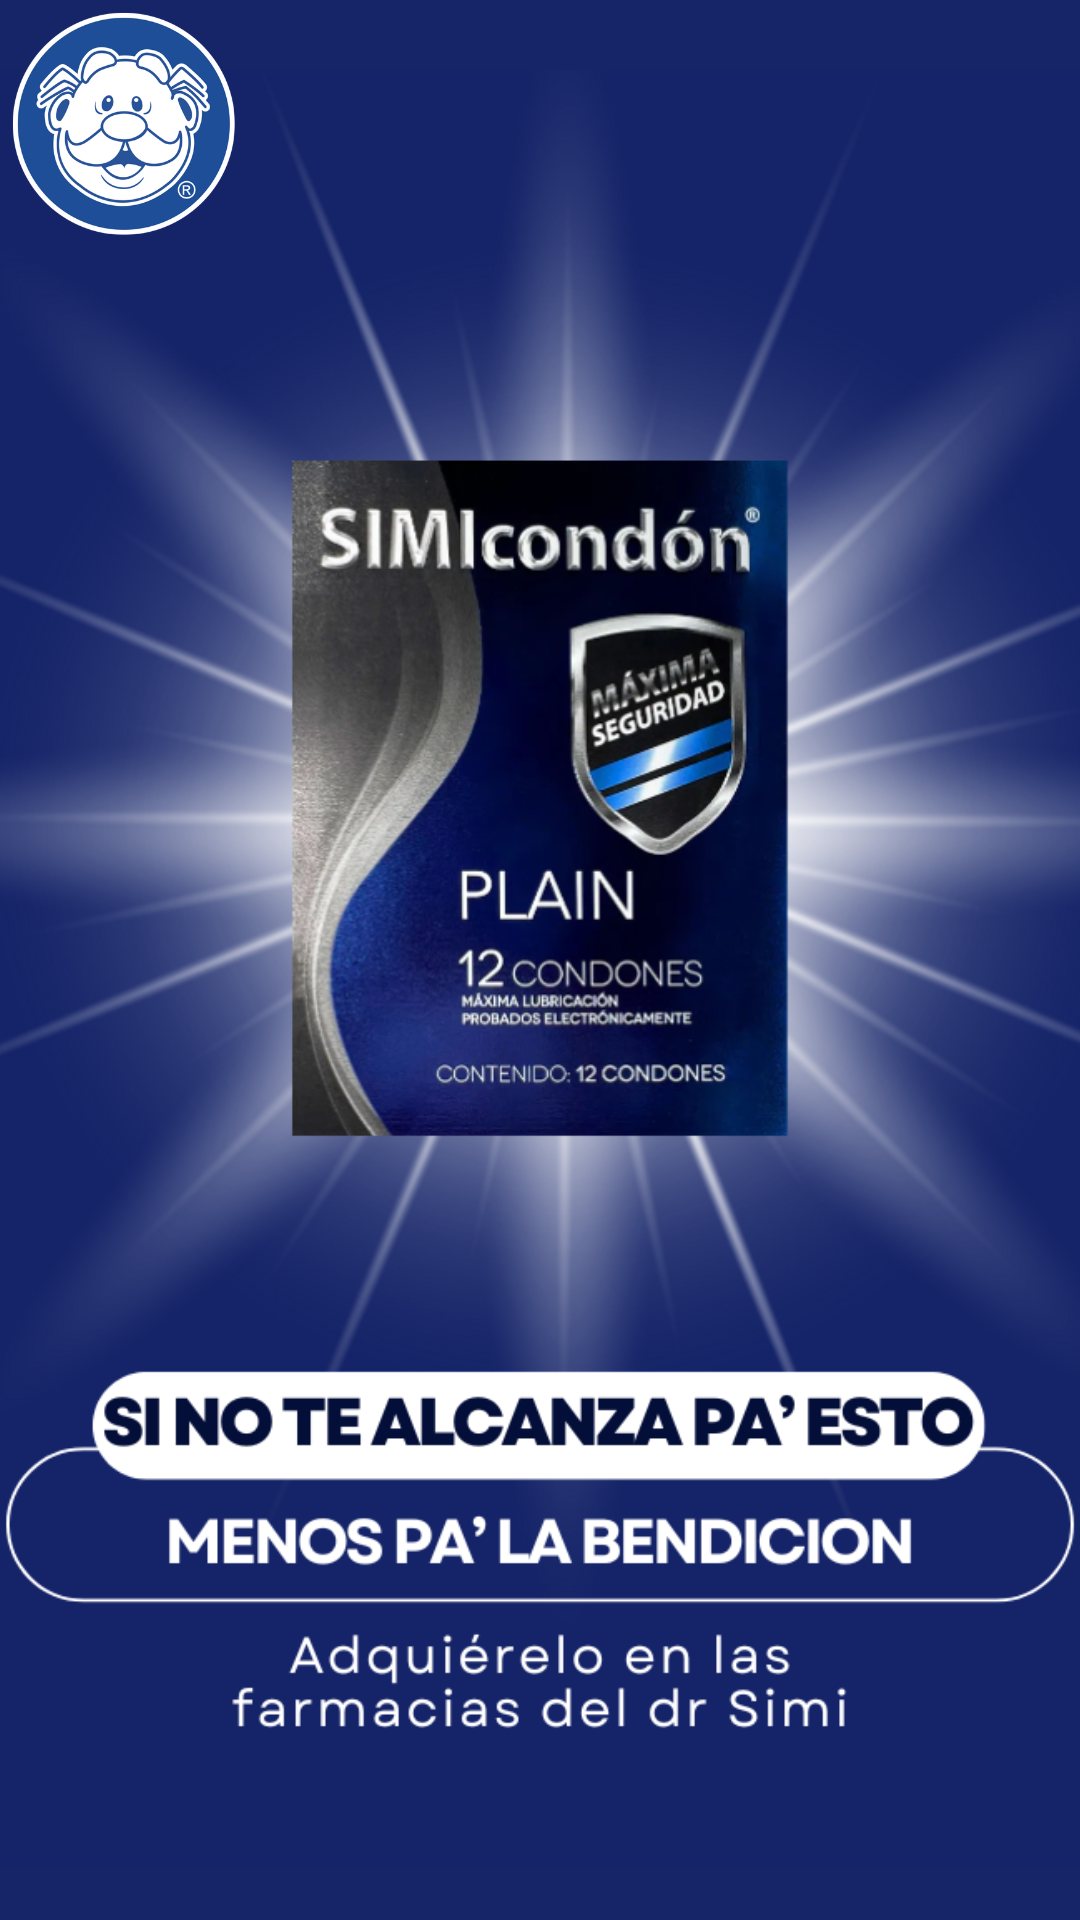 ®
SIMIcondón®
MÁXIMA
SEGURIDAD
PLAIN
12 CONDONES
MÁXIMA LUBRICACIÓN
PROBADOS ELECTRÓNICAMENTE
CONTENIDO: 12 CONDONES
SI NO TE ALCANZA PA’ ESTO
MENOS PA’ LA BENDICION
Adquiérelo en las
farmacias del dr Simi